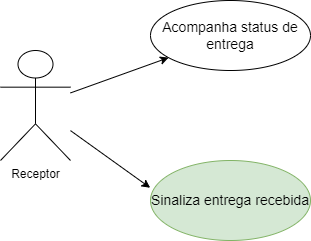 Acompanha status de
entrega
Receptor
Sinaliza entrega recebida